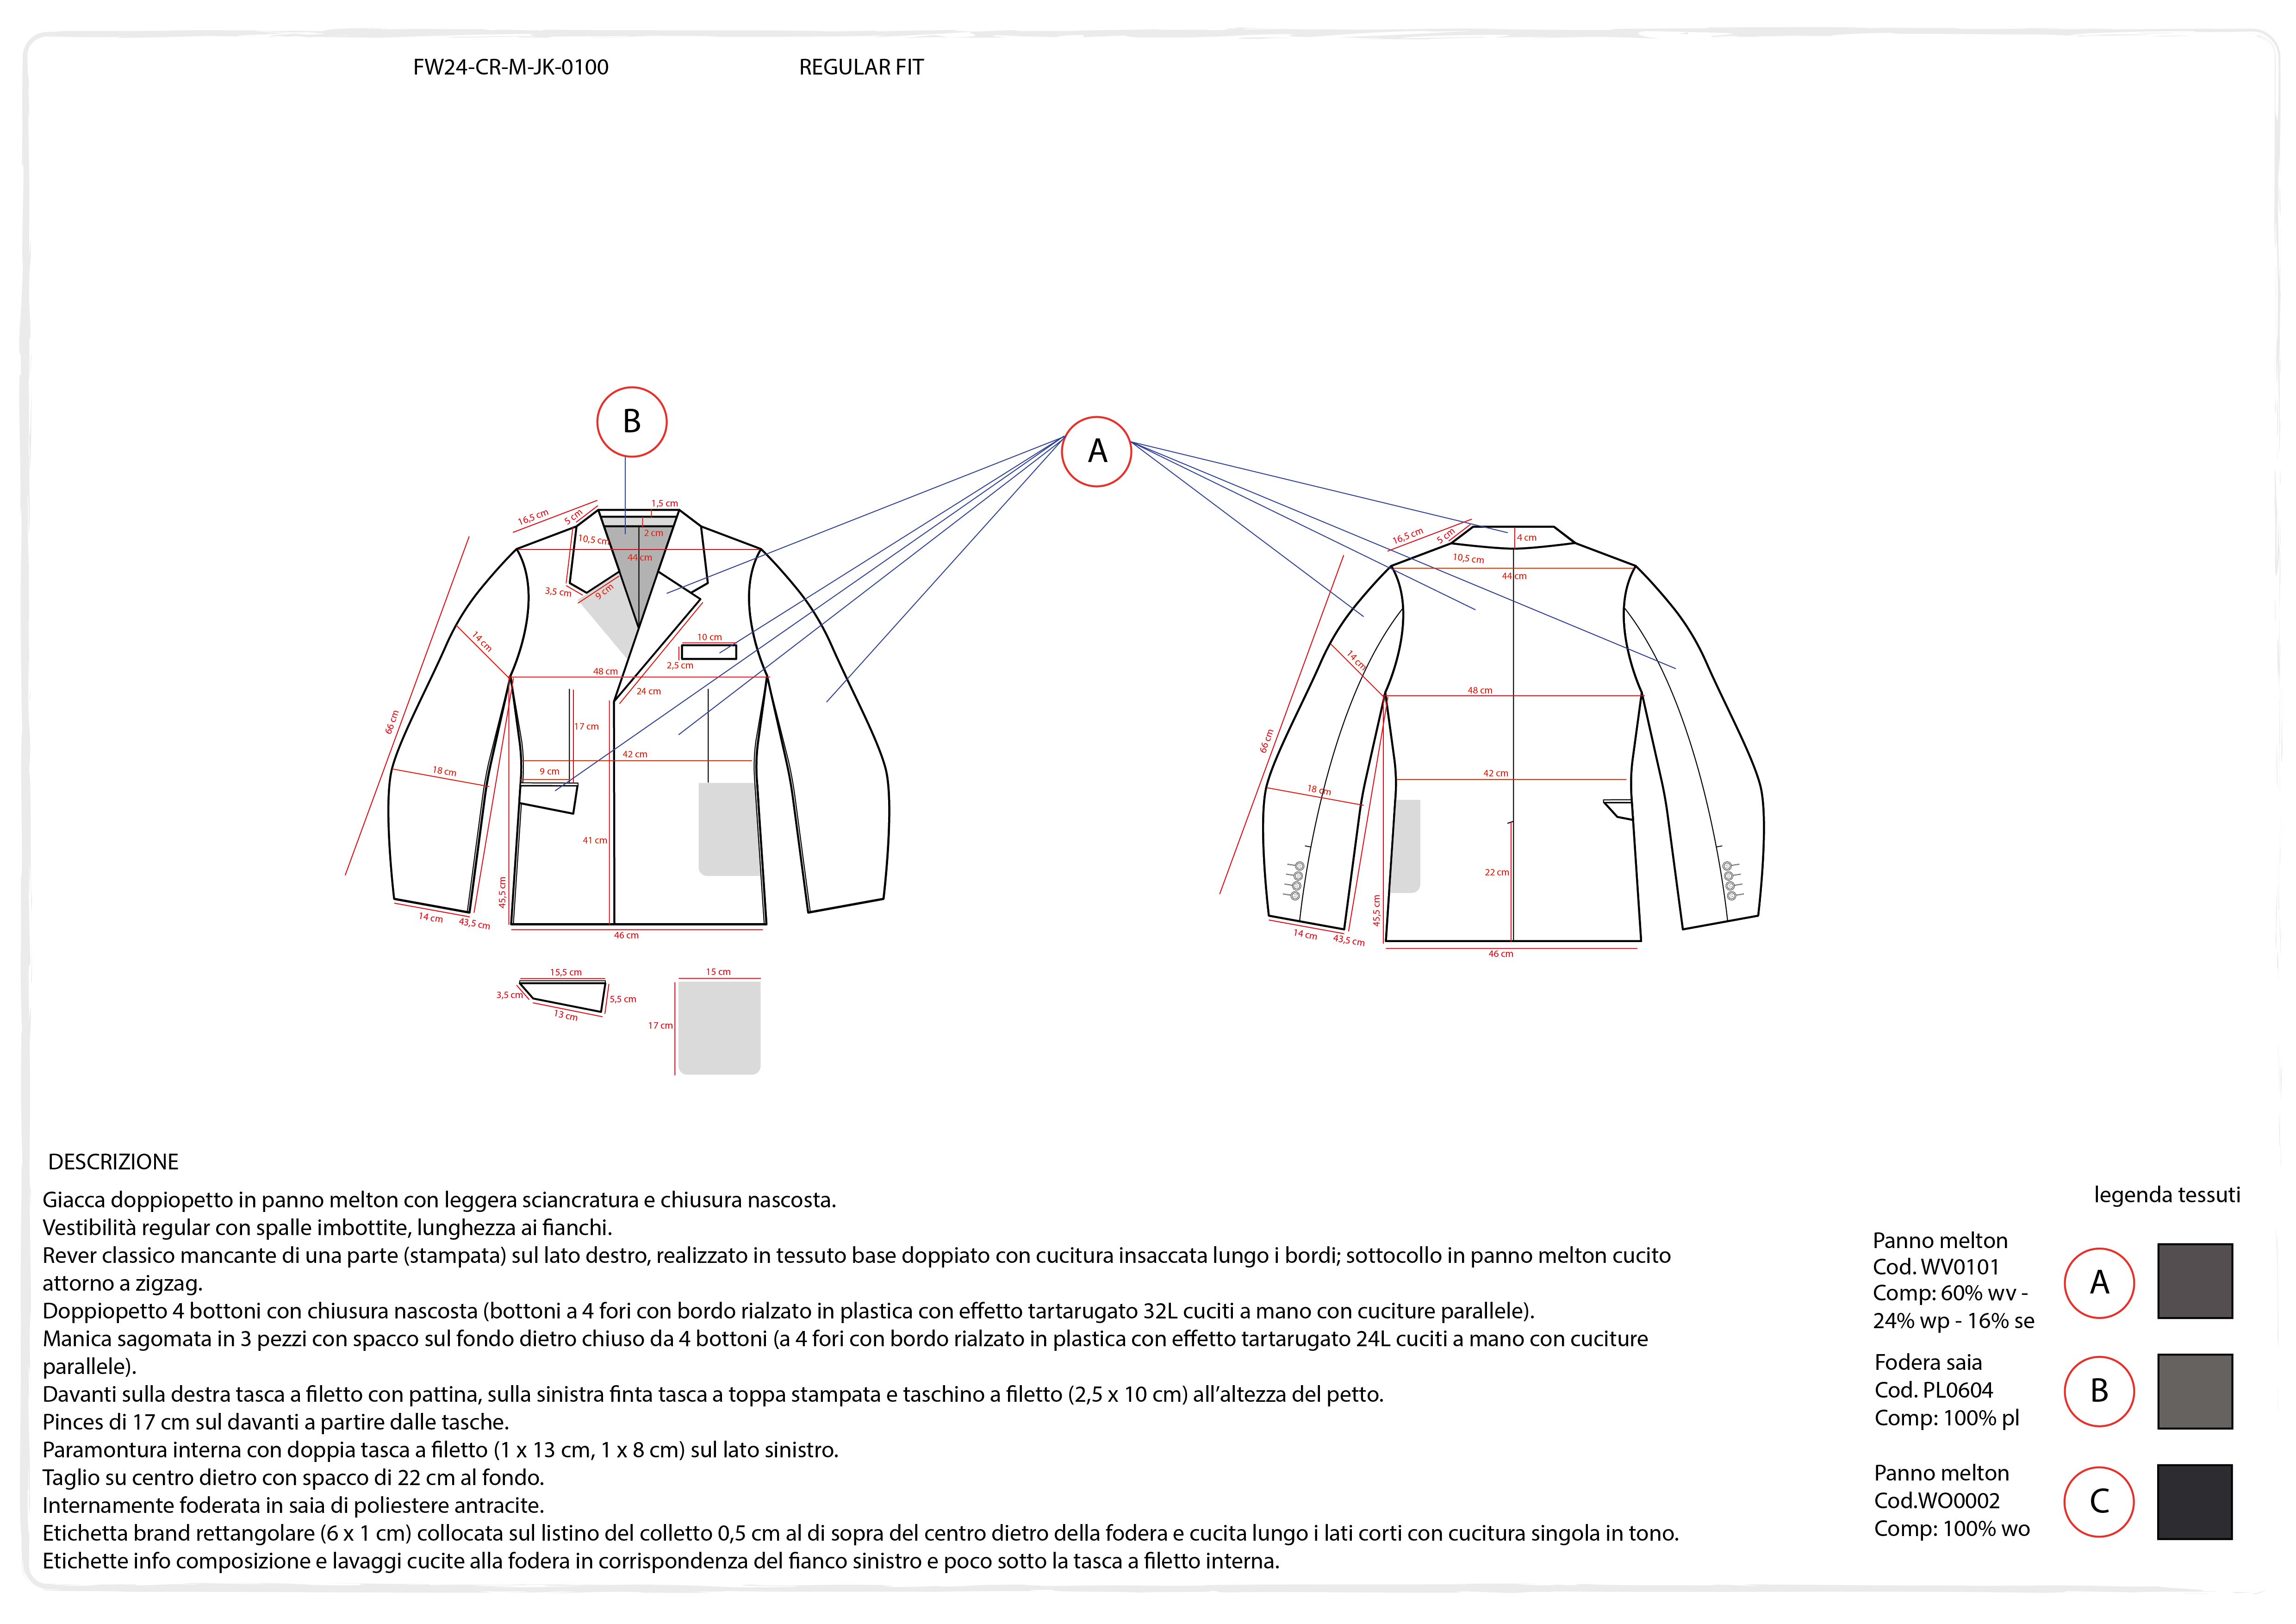 FW24-CR-M-JK-0100
REGULAR FIT
B
A
16,5 cm
5 cm
1,5 cm
2 cm
10,5 cm
44 cm
3,5 cm
9 cm
10 cm
2,5 cm
14 cm
48 cm
24 cm
66 cm
17 cm
42 cm
18 cm
9 cm
41 cm
45,5 cm
14 cm
43,5 cm
46 cm
15,5 cm
3,5 cm
5,5 cm
13 cm
15 cm
17 cm
16,5 cm
5 cm
4 cm
10,5 cm
44 cm
14 cm
48 cm
66 cm
42 cm
18 cm
22 cm
45,5 cm
14 cm
43,5 cm
46 cm
DESCRIZIONE
Giacca doppiopetto in panno melton con leggera sciancratura e chiusura nascosta.
Vestibilità regular con spalle imbottite, lunghezza ai fianchi.
Rever classico mancante di una parte (stampata) sul lato destro, realizzato in tessuto base doppiato con cucitura insaccata lungo i bordi; sottocollo in panno melton cucito
attorno a zigzag.
Doppiopetto 4 bottoni con chiusura nascosta (bottoni a 4 fori con bordo rialzato in plastica con effetto tartarugato 32L cuciti a mano con cuciture parallele).
Manica sagomata in 3 pezzi con spacco sul fondo dietro chiuso da 4 bottoni (a 4 fori con bordo rialzato in plastica con effetto tartarugato 24L cuciti a mano con cuciture
parallele).
Davanti sulla destra tasca a filetto con pattina, sulla sinistra finta tasca a toppa stampata e taschino a filetto (2,5 x 10 cm) all’altezza del petto.
Pinces di 17 cm sul davanti a partire dalle tasche.
Paramontura interna con doppia tasca a filetto (1 x 13 cm, 1 x 8 cm) sul lato sinistro.
Taglio su centro dietro con spacco di 22 cm al fondo.
Internamente foderata in saia di poliestere antracite.
Etichetta brand rettangolare (6 x 1 cm) collocata sul listino del colletto 0,5 cm al di sopra del centro dietro della fodera e cucita lungo i lati corti con cucitura singola in tono.
Etichette info composizione e lavaggi cucite alla fodera in corrispondenza del fianco sinistro e poco sotto la tasca a filetto interna.
legenda tessuti
Panno melton
Cod. WV0101
Comp: 60% wv -
24% wp - 16% se
A
Fodera saia
Cod. PL0604
Comp: 100% pl
B
Panno melton
Cod.WO0002
Comp: 100% wo
C